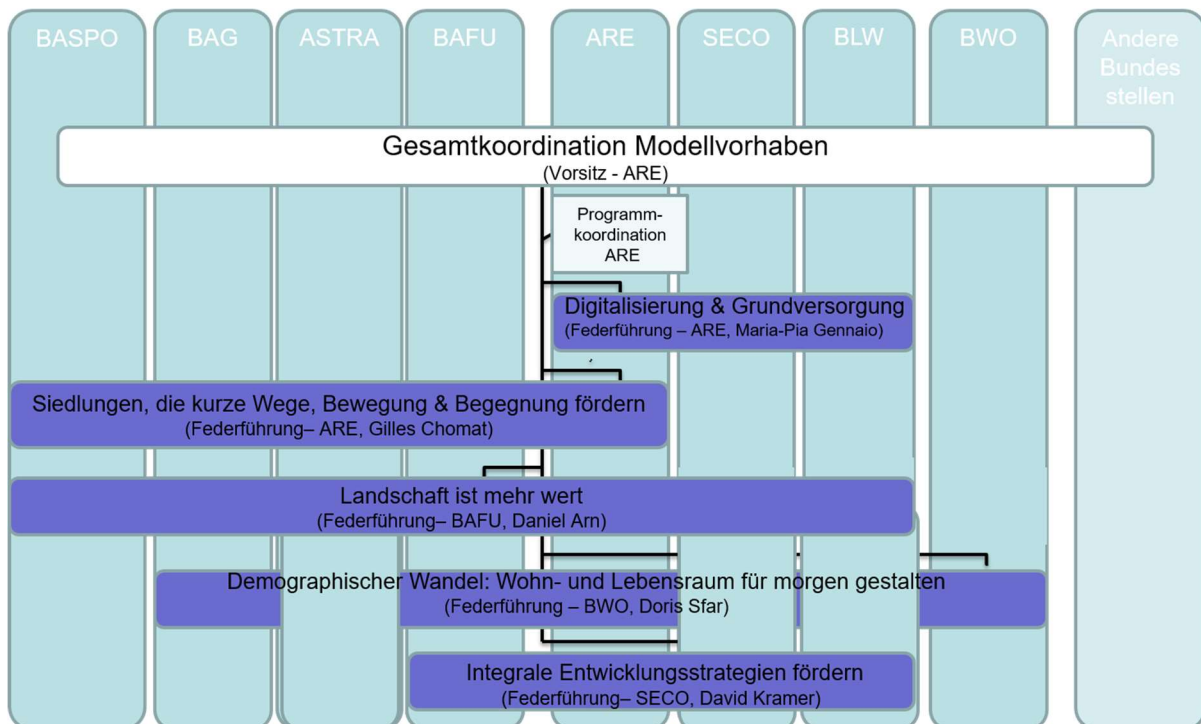 BASPO
BAG
ASTRA
BAFU
ARE
SECO
BLW
BWO
Andere
Bundes
stellen
Gesamtkoordination Modellvorhaben
(Vorsitz - ARE)
Programm-
koordination
ARE
Digitalisierung & Grundversorgung
(Federführung – ARE, Maria-Pia Gennaio)
Siedlungen, die kurze Wege, Bewegung & Begegnung fördern
(Federführung– ARE, Gilles Chomat)
Landschaft ist mehr wert
(Federführung– BAFU, Daniel Arn)
Demographischer Wandel: Wohn- und Lebensraum für morgen gestalten
(Federführung – BWO, Doris Sfar)
Integrale Entwicklungsstrategien fördern
(Federführung– SECO, David Kramer)